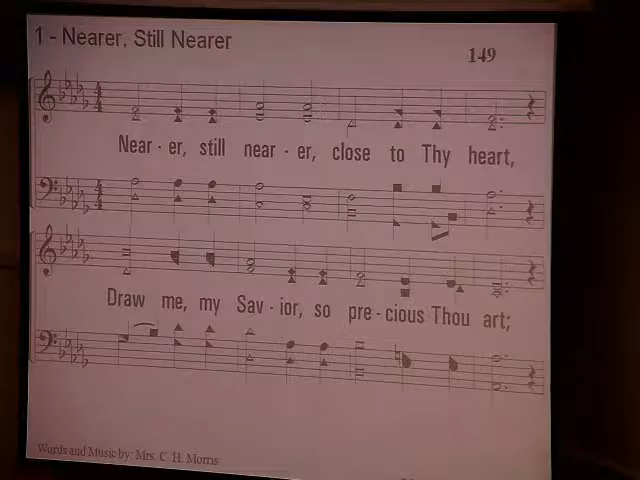 1 - Nearer, Still Nearer
149
Near - er, still near - er, close to Thy heart,
Draw me, my Sav - ior, so pre - cious Thou art;
Words and Music by: Mrs. C. H. Morris